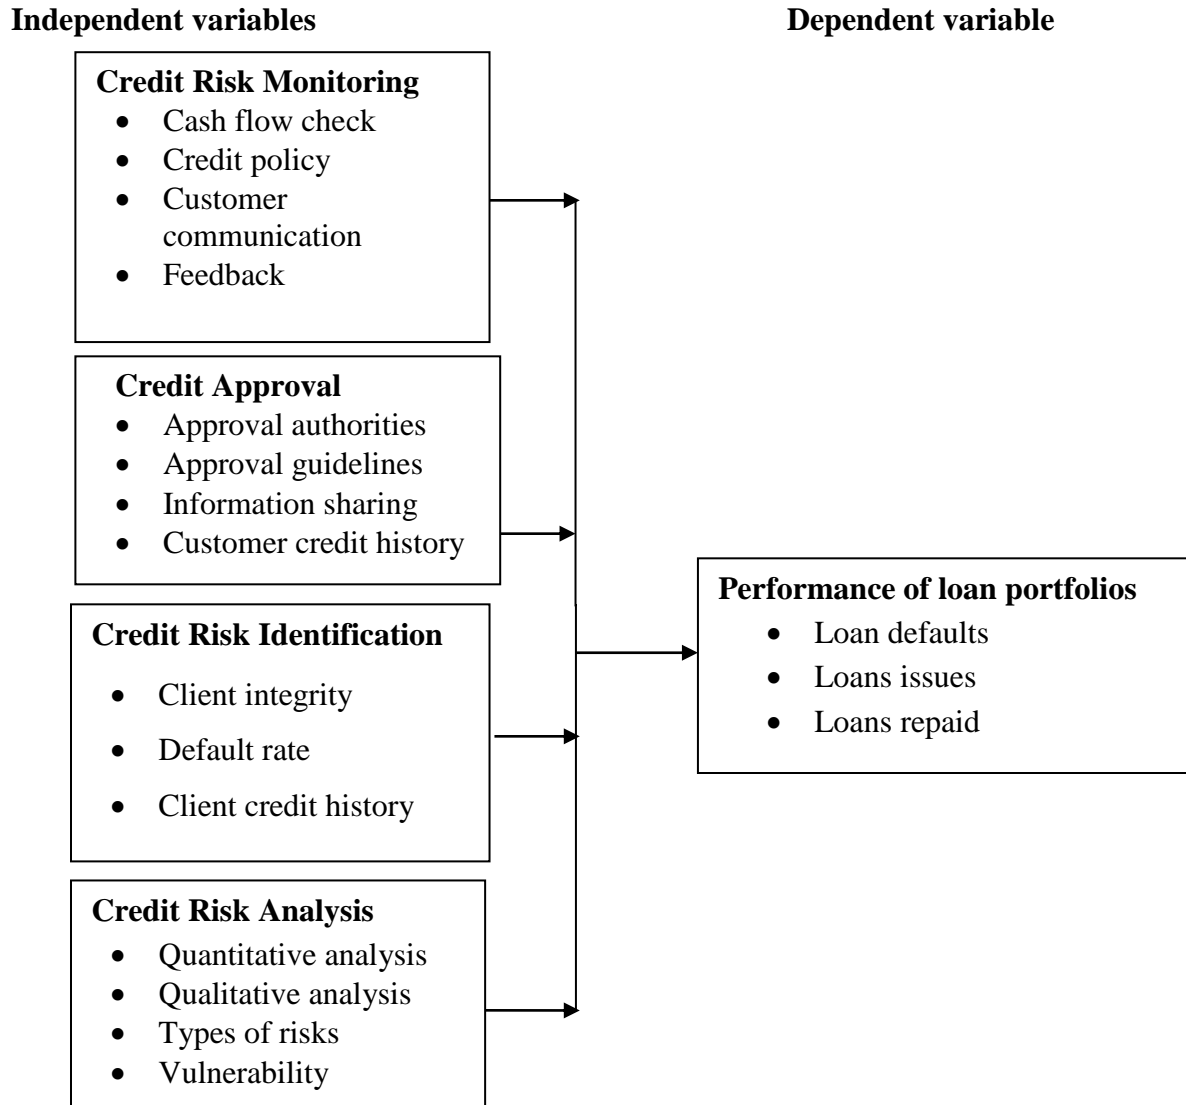 Independent variables
Dependent variable
Credit Risk Monitoring
• Cash flow check
• Credit policy
• Customer
communication
• Feedback
Credit Approval
• Approval authorities
• Approval guidelines
• Information sharing
• Customer credit history
Credit Risk Identification
• Client integrity
• Default rate
• Client credit history
Credit Risk Analysis
• Quantitative analysis
• Qualitative analysis
• Types of risks
• Vulnerability
Performance of loan portfolios
• Loan defaults
• Loans issues
• Loans repaid